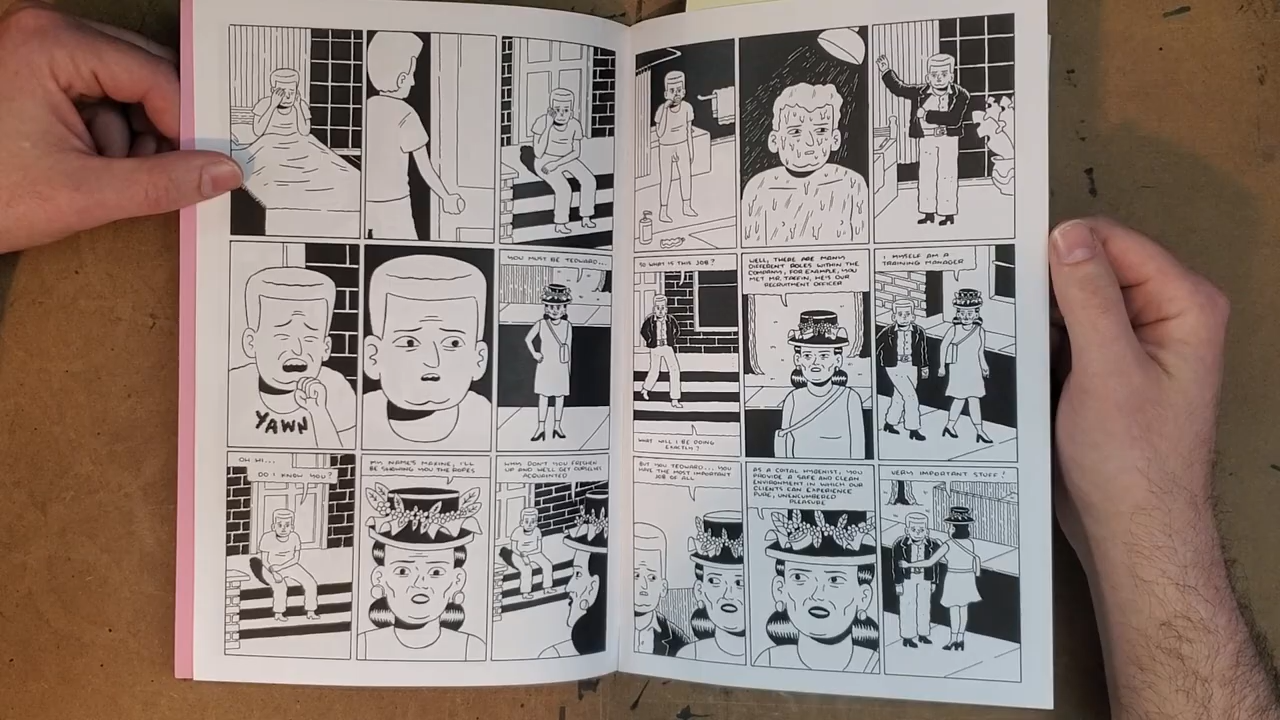 YAWN
YOU MUST BE TEDWARD...
OH HI...
DO I KNOW YOU?
MY NAME'S MAXINE, I'LL
BE SHOWING YOU THE ROPES
WHY DON'T YOU FRESHEN
UP AND WE'LL GET OURSELVES
ACQUAINTED
SO WHAT IS THIS JOB?
WHAT WILL I BE DOING
EXACTLY?
WELL, THERE ARE MANY
DIFFERENT ROLES WITHIN THE
COMPANY, FOR EXAMPLE, YOU
MET MR. TAFFIN, HE'S OUR
RECRUITMENT OFFICER
I MYSELF AM A
TRAINING MANAGER
BUT YOU TEDWARD... YOU
HAVE THE MOST IMPORTANT
JOB OF ALL
AS A COITAL HYGENIST, YOU
PROVIDE A SAFE AND CLEAN
ENVIRONMENT IN WHICH OUR
CLIENTS CAN EXPERIENCE
PURE, UNENCUMBERED
PLEASURE
VERY IMPORTANT STUFF!